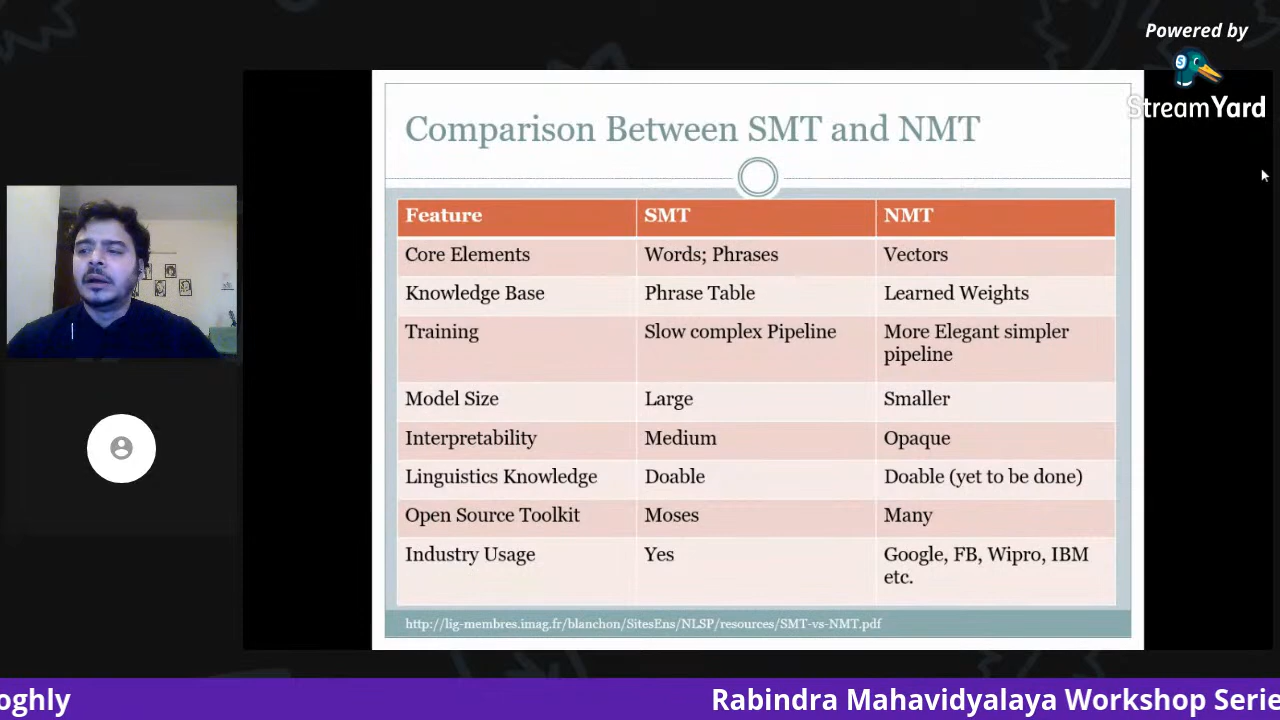 Powered by
StreamYard
Comparison Between SMT and NMT
Feature SMT NMT
Core Elements Words; Phrases Vectors
Knowledge Base Phrase Table Learned Weights
Training Slow complex Pipeline More Elegant simpler
pipeline
Model Size Large Smaller
Interpretability Medium Opaque
Linguistics Knowledge Doable Doable (yet to be done)
Open Source Toolkit Moses Many
Industry Usage Yes Google, FB, Wipro, IBM
etc.
http://lig-membres.imag.fr/blanchon/SitesEns/NLSP/resources/SMT-vs-NMT.pdf
oghly Rabindra Mahavidyalaya Workshop Serie